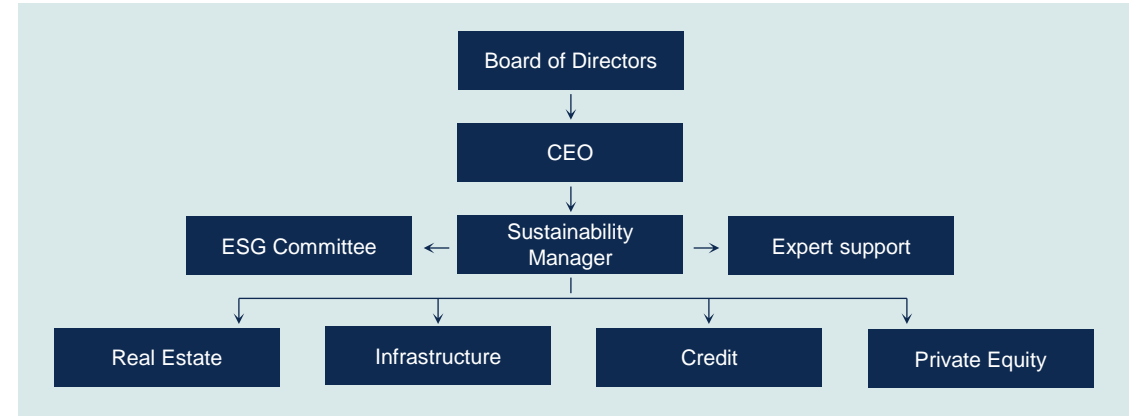 Board of Directors
CEO
ESG Committee
Sustainability
Manager
Expert support
Real Estate
Infrastructure
Credit
Private Equity